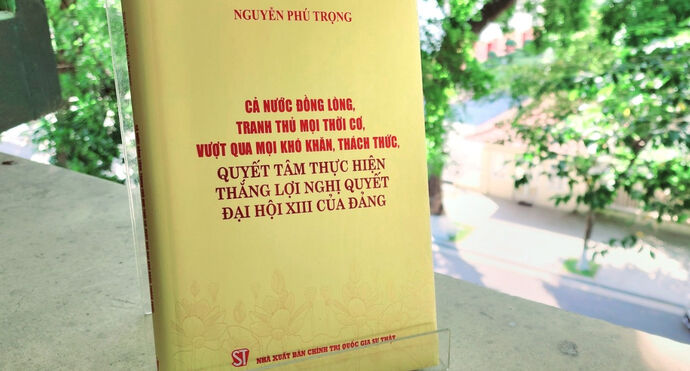 NGUYỄN PHÚ TRỌNG
CẢ NƯỚC ĐỒNG LÒNG,
TRANH THỦ MỌI THỜI CƠ,
VƯỢT QUA MỌI KHÓ KHĂN, THÁCH THỨC,
QUYẾT TÂM THỰC HIỆN
THẮNG LỢI NGHỊ QUYẾT
ĐẠI HỘI XIII CỦA ĐẢNG
ST NHÀ XUẤT BẢN CHÍNH TRỊ QUỐC GIA SỰ THẬT